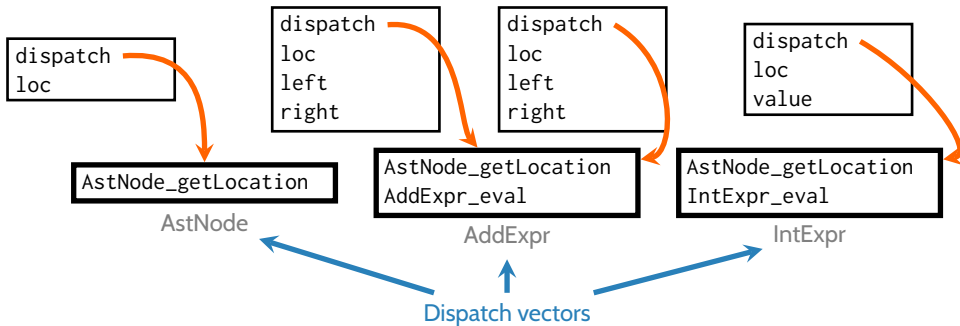 dispatch
loc
dispatch
loc
left
right
dispatch
loc
left
right
dispatch
loc
value
AstNode_getLocation
AstNode
AstNode_getLocation
AddExpr_eval
AddExpr
AstNode_getLocation
IntExpr_eval
IntExpr
Dispatch vectors